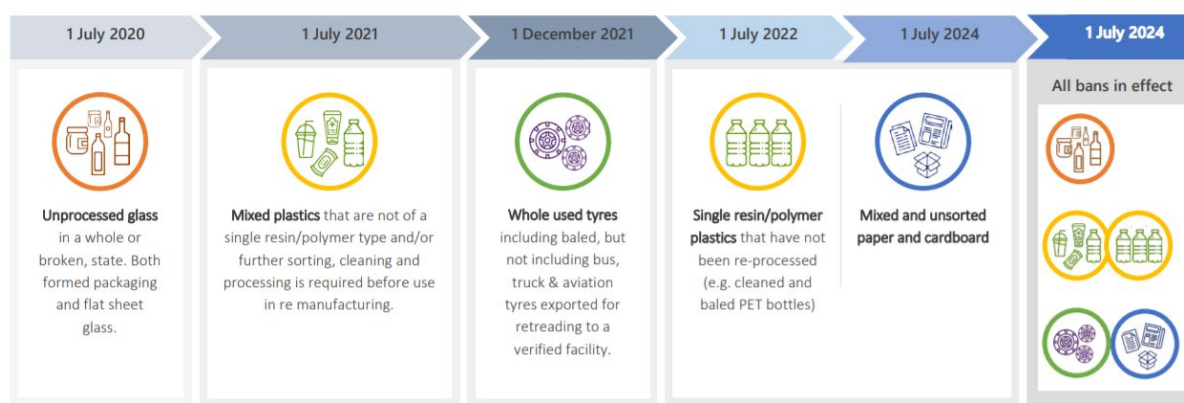 1 July 2020
1 July 2021
1 December 2021
1 July 2022
1 July 2024
1 July 2024
All bans in effect
Unprocessed glass
in a whole or
broken, state. Both
formed packaging
and flat sheet
glass.
Mixed plastics that are not of a
single resin/polymer type and/or
further sorting, cleaning and
processing is required before use
in re manufacturing.
Whole used tyres
including baled, but
not including bus,
truck & aviation
tyres exported for
retreading to a
verified facility.
Single resin/polymer
plastics that have not
been re-processed
(e.g. cleaned and
baled PET bottles)
Mixed and unsorted
paper and cardboard